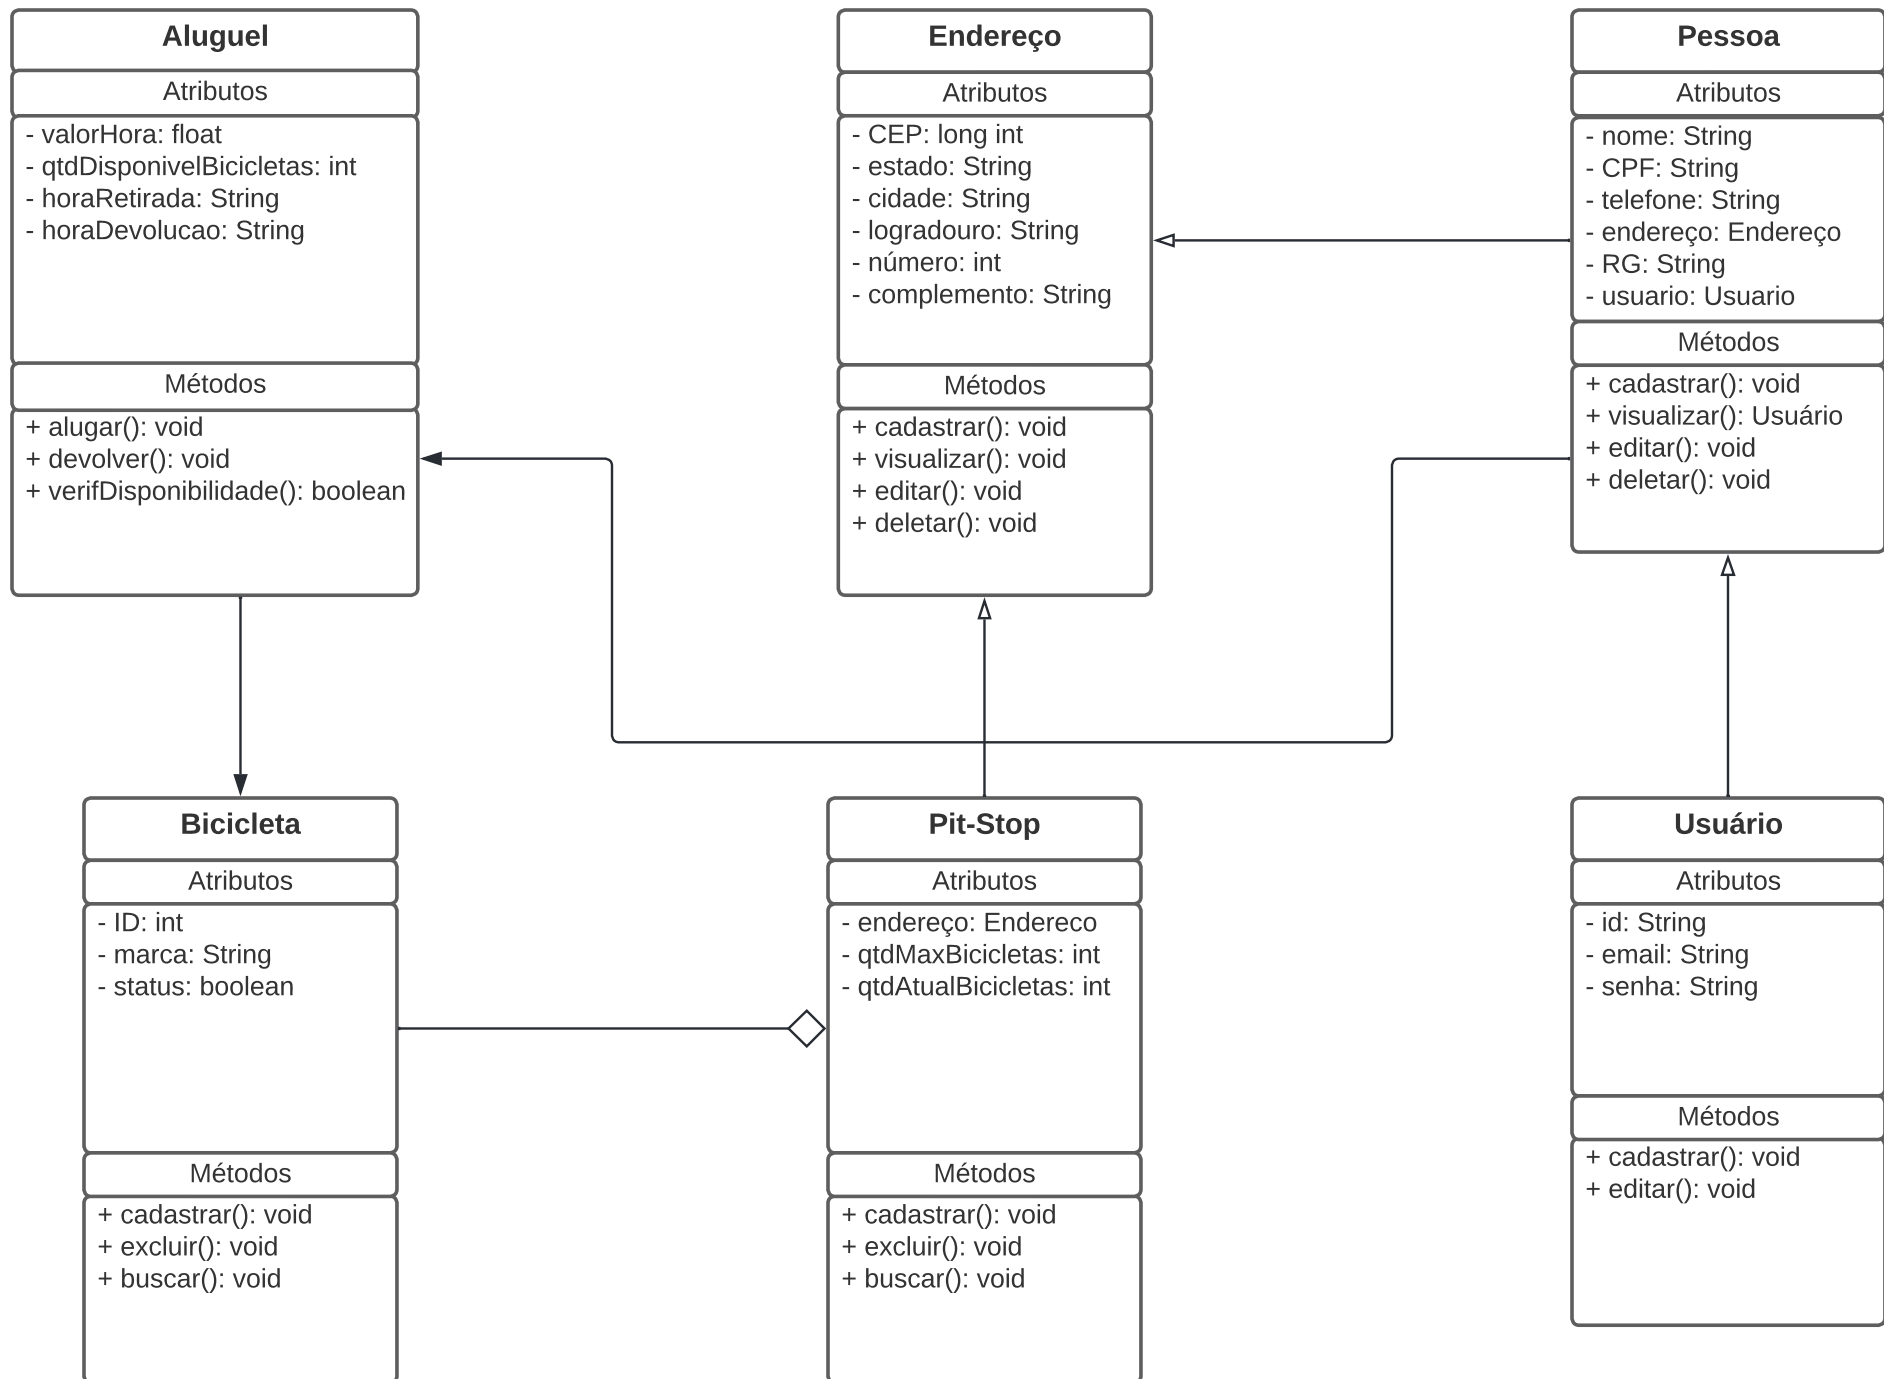 Aluguel
Atributos
- valorHora: float
- qtdDisponivelBicicletas: int
- horaRetirada: String
- horaDevolucao: String
Métodos
+ alugar(): void
+ devolver(): void
+ verifDisponibilidade(): boolean
Endereço
Atributos
- CEP: long int
- estado: String
- cidade: String
- logradouro: String
- número: int
- complemento: String
Métodos
+ cadastrar(): void
+ visualizar(): void
+ editar(): void
+ deletar(): void
Pessoa
Atributos
- nome: String
- CPF: String
- telefone: String
- endereço: Endereço
- RG: String
- usuario: Usuario
Métodos
+ cadastrar(): void
+ visualizar(): Usuário
+ editar(): void
+ deletar(): void
Bicicleta
Atributos
- ID: int
- marca: String
- status: boolean
Métodos
+ cadastrar(): void
+ excluir(): void
+ buscar(): void
Pit-Stop
Atributos
- endereço: Endereco
- qtdMaxBicicletas: int
- qtdAtualBicicletas: int
Métodos
+ cadastrar(): void
+ excluir(): void
+ buscar(): void
Usuário
Atributos
- id: String
- email: String
- senha: String
Métodos
+ cadastrar(): void
+ editar(): void